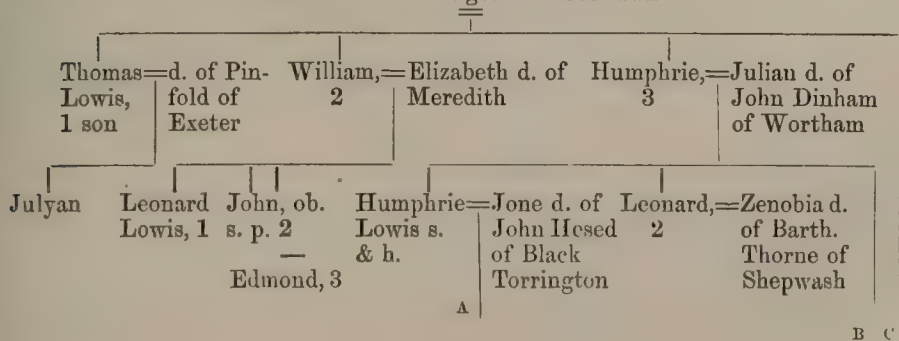 Thomas=d. of Pin- William,=Elizabeth d. of Humphrie,=Julian d. of
Lowis, fold of 2 Meredith 3 John Dinham
1 son Exeter of Wortham
Julyan Leonard John, ob. Humphrie=Jone d. of Leonard,=Zenobia d.
Lowis, 1 s. p. 2 Lowis s. John Hesed 2 of Barth.
— & h. of Black Thorne of
Edmond, 3 Torrington Shepwash
A
B C